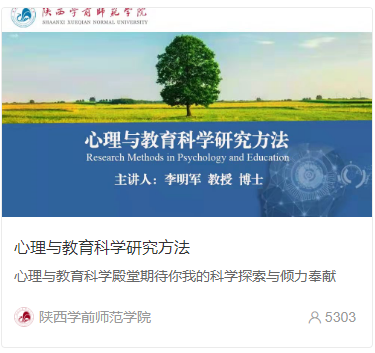 陕西学前师范学院
SHAANXI XUEQIAN NORMAL UNIVERSITY
心理与教育科学研究方法
Research Methods in Psychology and Education
主讲人：李明军 教授 博士
心理与教育科学研究方法
心理与教育科学殿堂期待你我的科学探索与倾力奉献
陕西学前师范学院
5303